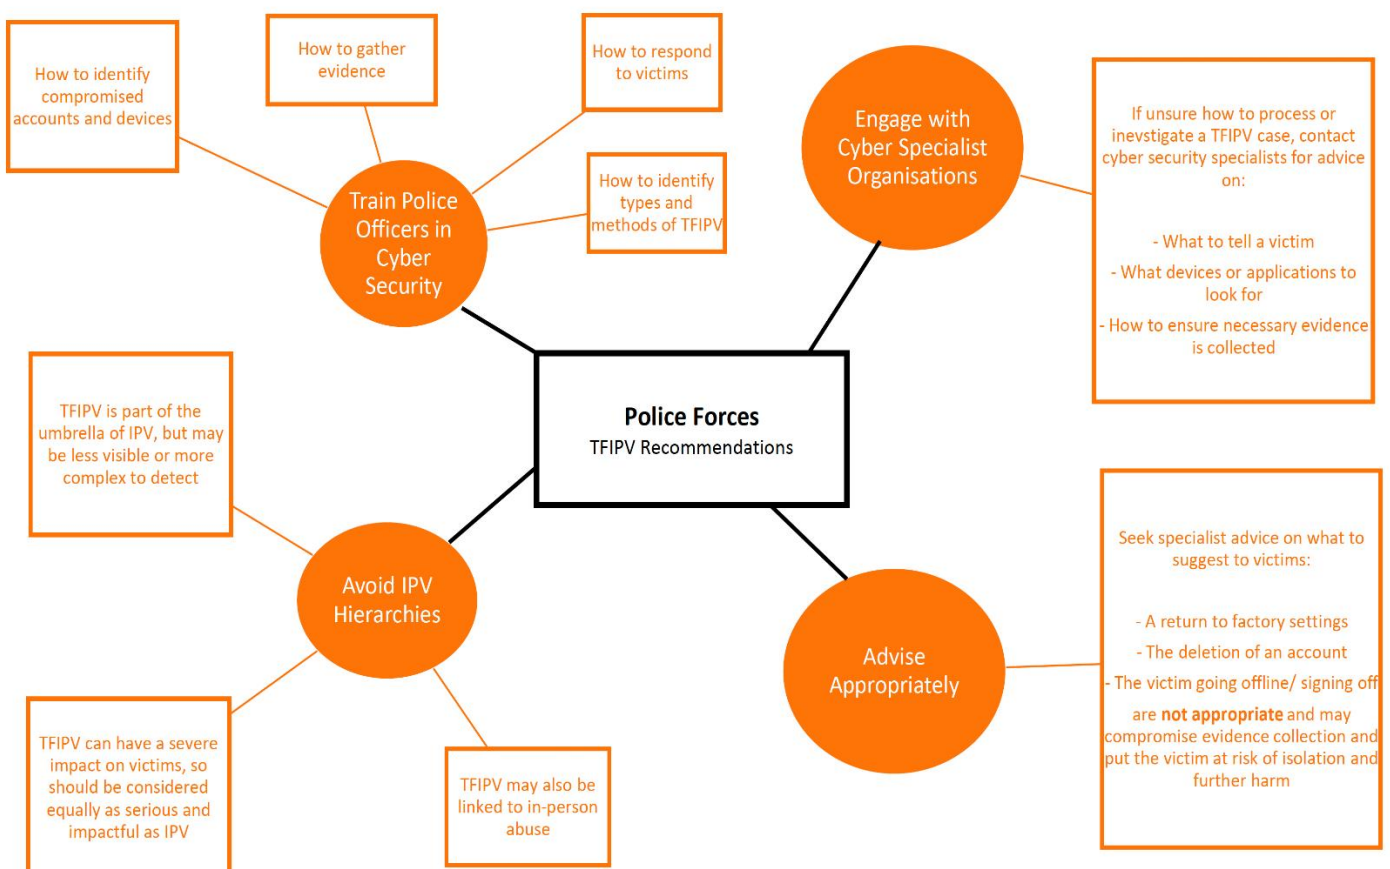 Police Forces
TFIPV Recommendations
Train Police
Officers in
Cyber
Security
How to identify
compromised
accounts and devices
How to gather
evidence
How to respond
to victims
How to identify
types and
methods of TFIPV
Engage with
Cyber Specialist
Organisations
If unsure how to process or
inevstigate a TFIPV case, contact
cyber security specialists for advice
on:
- What to tell a victim
- What devices or applications to
look for
- How to ensure necessary evidence
is collected
Avoid IPV
Hierarchies
TFIPV is part of the
umbrella of IPV, but may
be less visible or more
complex to detect
TFIPV can have a severe
impact on victims, so
should be considered
equally as serious and
impactful as IPV
TFIPV may also be
linked to in-person
abuse
Advise
Appropriately
Seek specialist advice on what to
suggest to victims:
- A return to factory settings
- The deletion of an account
- The victim going offline/ signing off
are not appropriate and may
compromise evidence collection and
put the victim at risk of isolation and
further harm